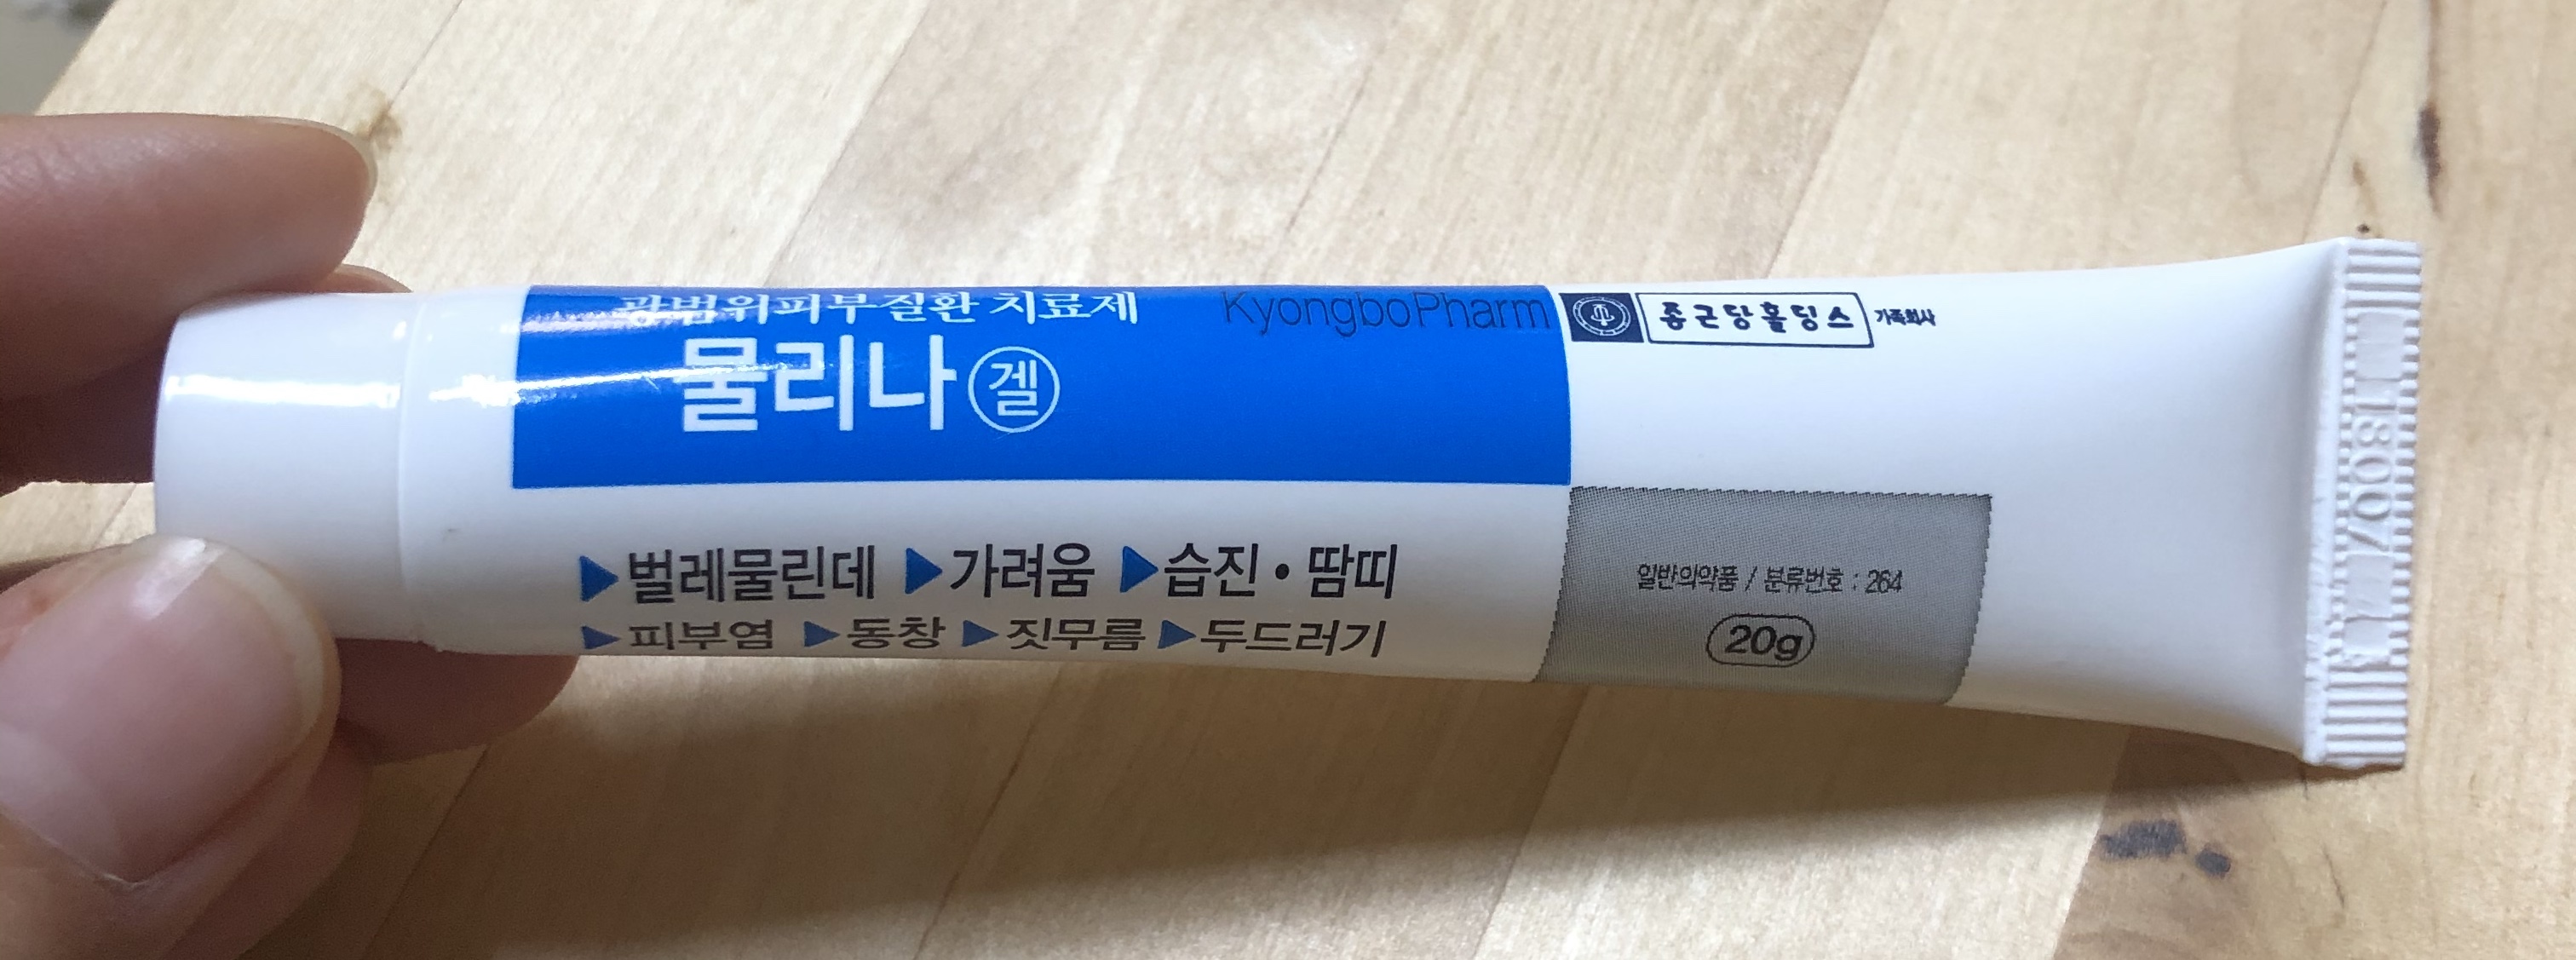 광범위피부질환 치료제
물리나 겔
KyongboPharm
종근당홀딩스 가족회사
▶벌레물린데 ▶가려움 ▶습진 • 땀띠
▶피부염 ▶동창 ▶짓무름 ▶두드러기
일반의약품 / 분류번호 : 264
20g